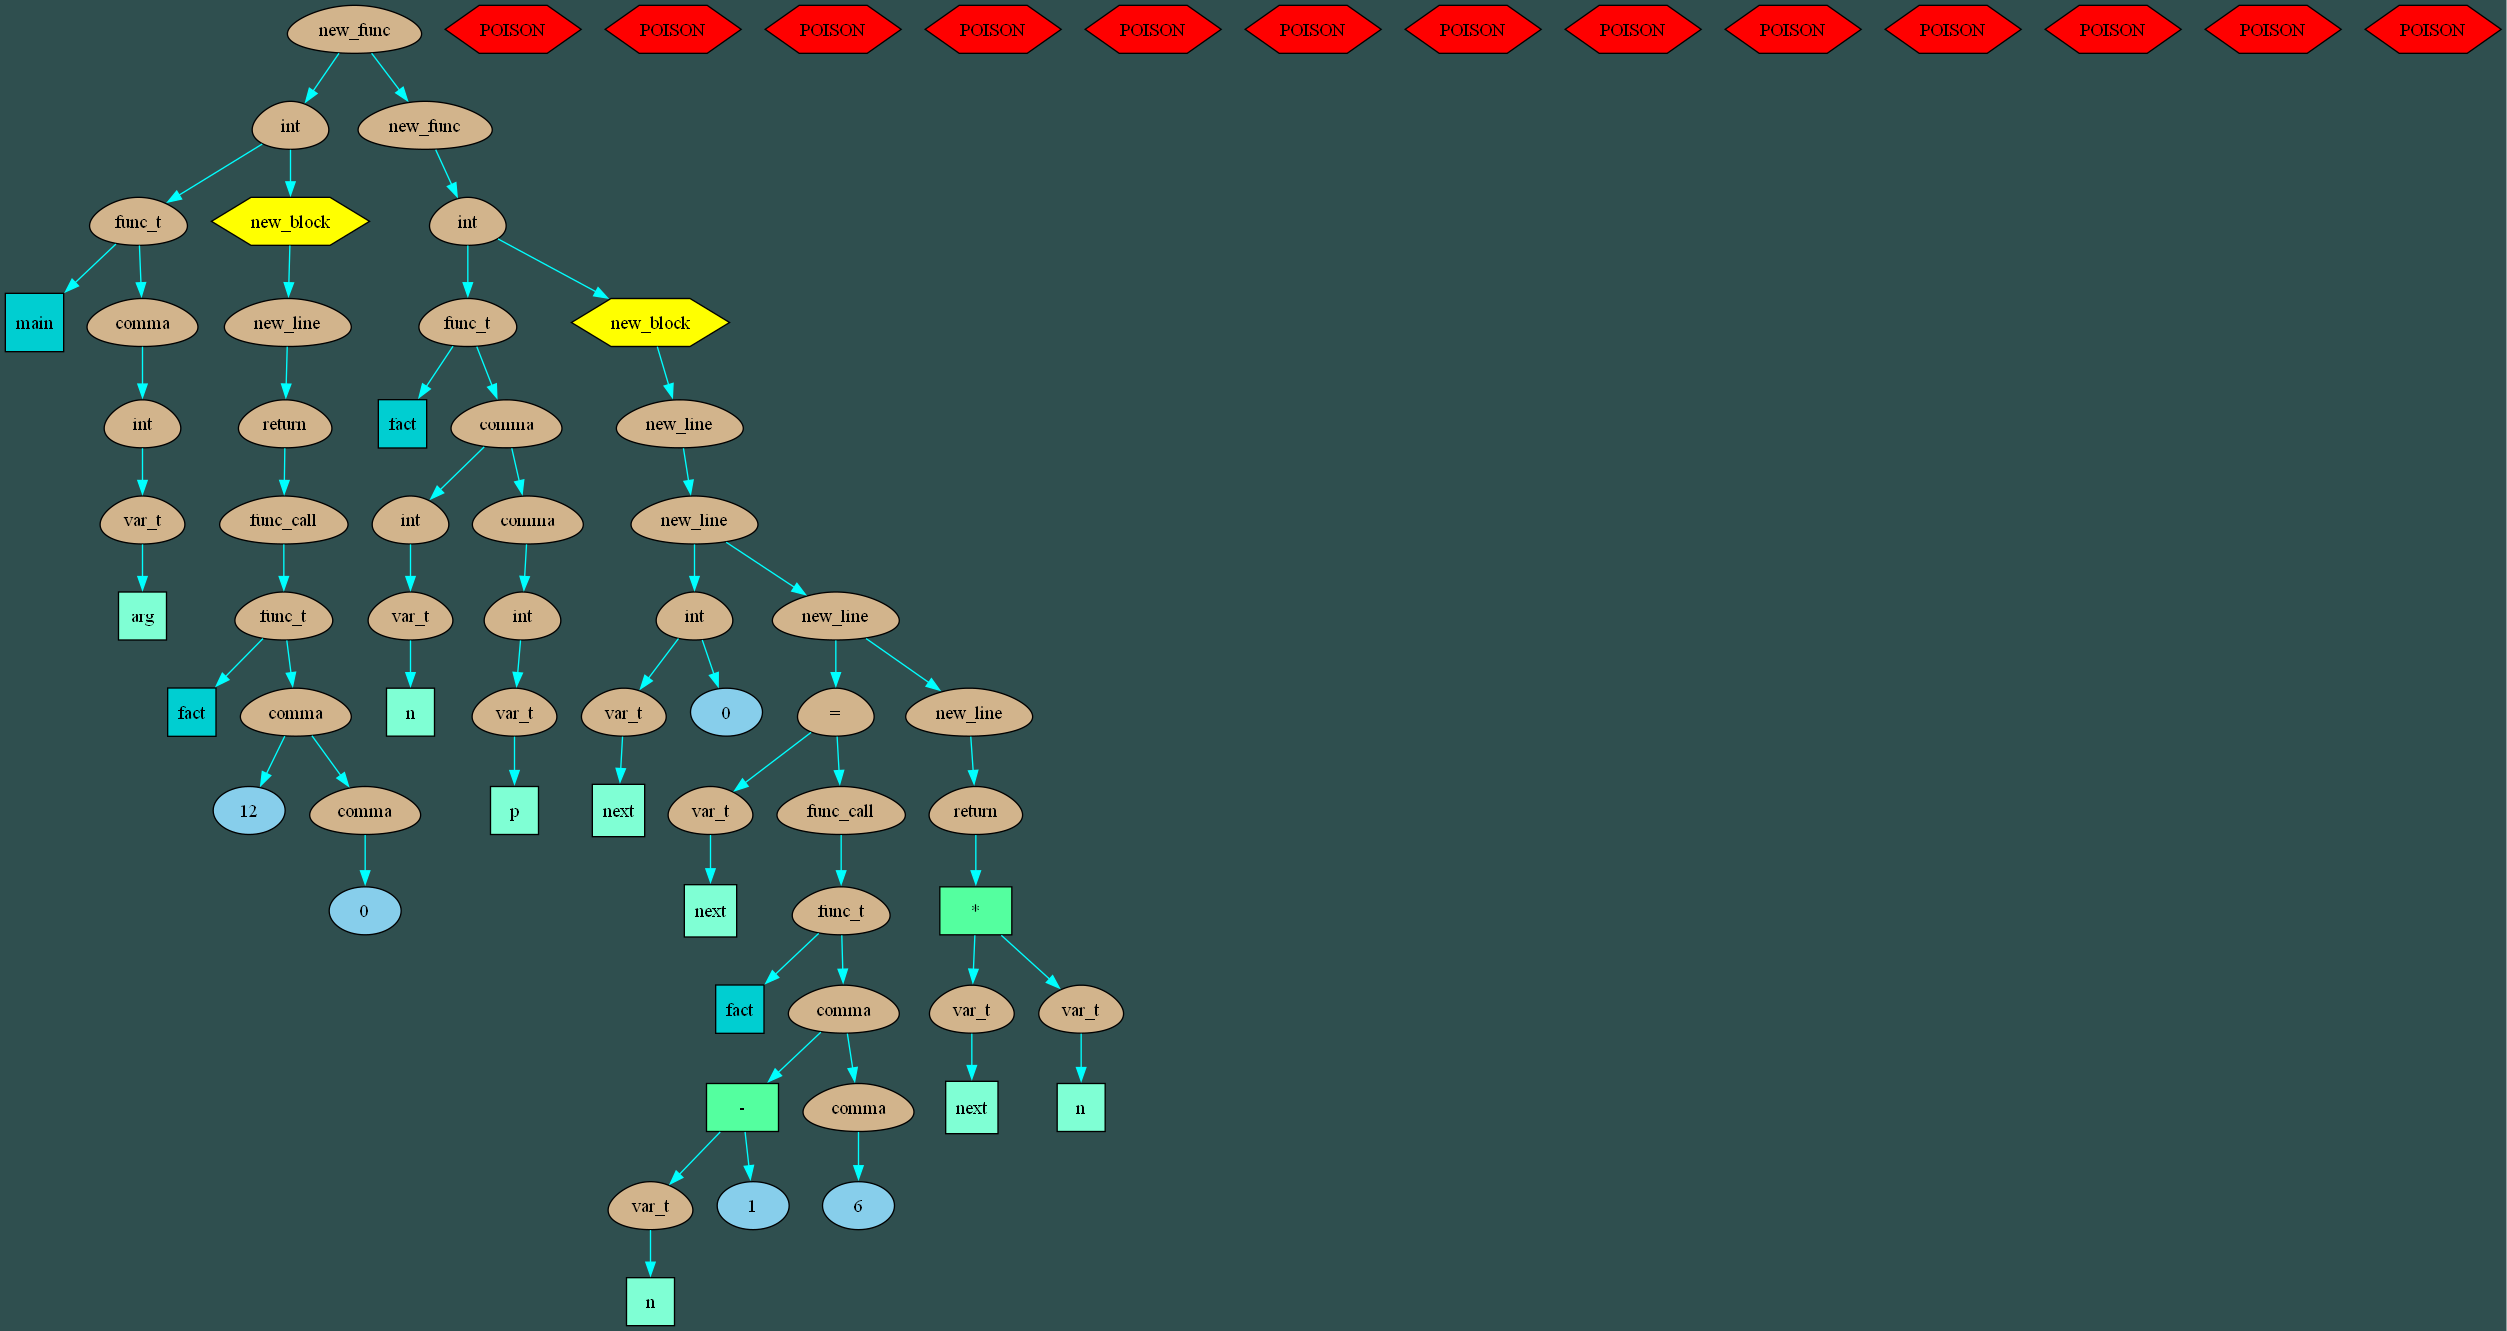 new_func POISON POISON POISON POISON POISON POISON POISON POISON POISON POISON POISON POISON POISON
int new_func
func_t new_block int
main comma new_line func_t new_block
int return fact comma new_line
var_t func_call int comma new_line
arg func_t var_t int int new_line
fact comma n var_t var_t 0 = new_line
12 comma p next var_t func_call return
0 next func_t *
fact comma var_t var_t
- comma next n
var_t 1 6
n